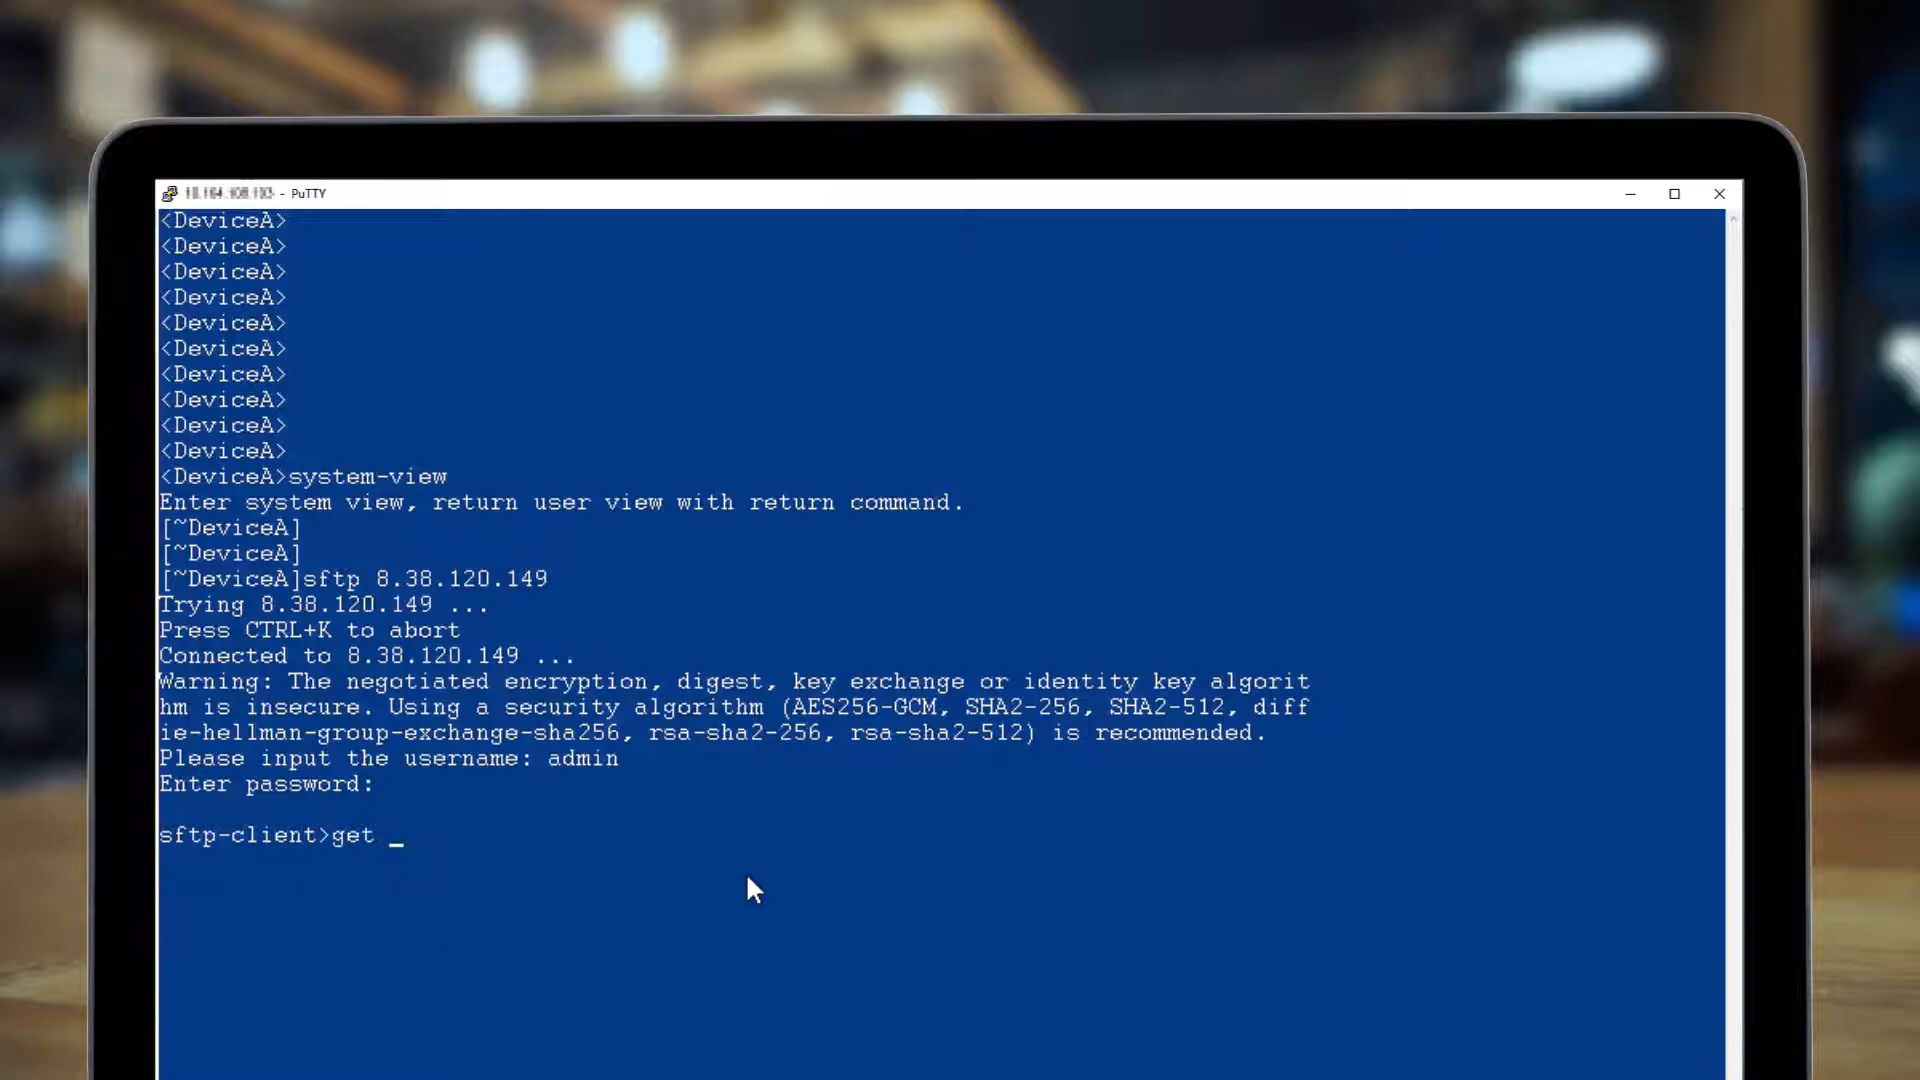 - PuTTY
<DeviceA>
<DeviceA>
<DeviceA>
<DeviceA>
<DeviceA>
<DeviceA>
<DeviceA>
<DeviceA>
<DeviceA>
<DeviceA>
<DeviceA>system-view
Enter system view, return user view with return command.
[~DeviceA]
[~DeviceA]
[~DeviceA]sftp 8.38.120.149
Trying 8.38.120.149 ...
Press CTRL+K to abort
Connected to 8.38.120.149 ...
Warning: The negotiated encryption, digest, key exchange or identity key algorit
hm is insecure. Using a security algorithm (AES256-GCM, SHA2-256, SHA2-512, diff
ie-hellman-group-exchange-sha256, rsa-sha2-256, rsa-sha2-512) is recommended.
Please input the username: admin
Enter password:
sftp-client>get _